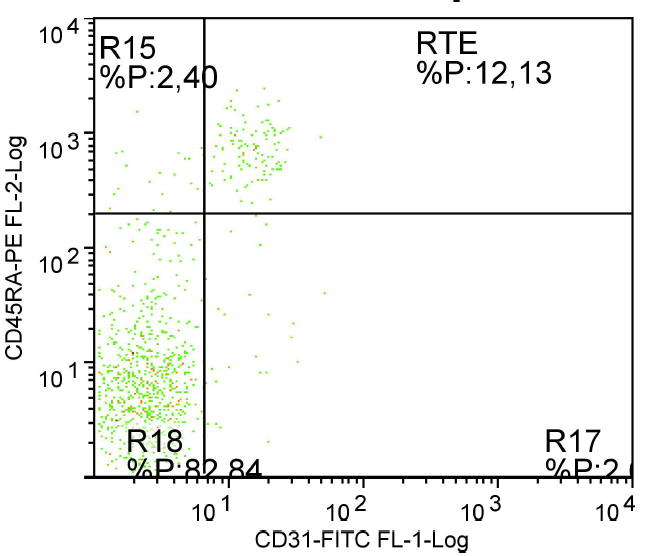 10 4
R15
%P:2,40
RTE
%P:12,13
10 3
10 2
10 1
R18
%P:82,84
R17
%P:2,
10 1
10 2
10 3
10 4
CD45RA-PE FL-2-Log
CD31-FITC FL-1-Log